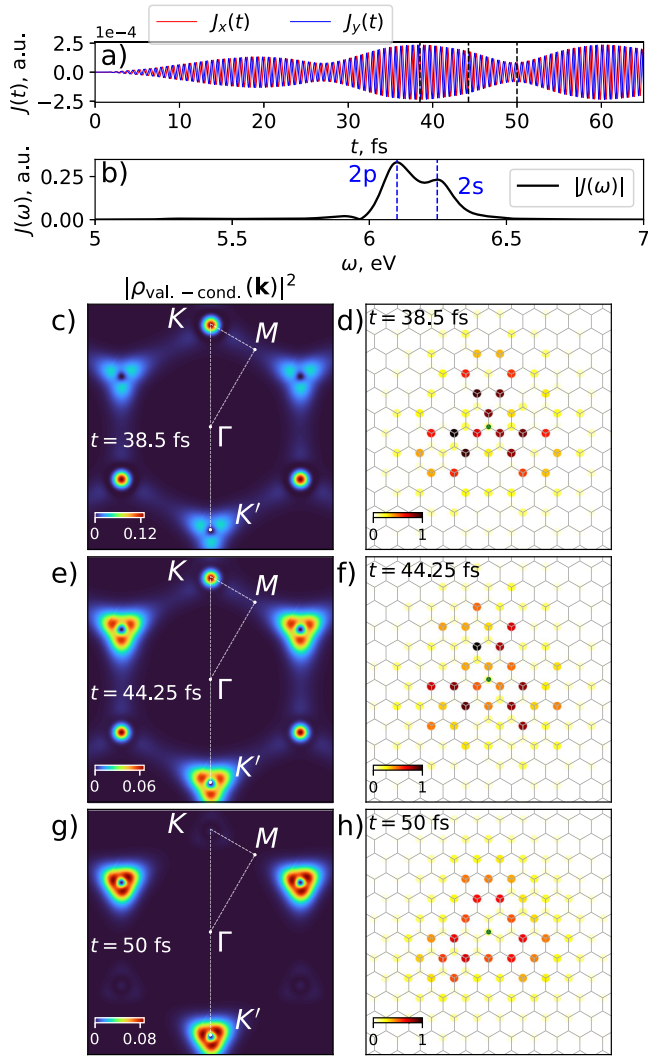 J_x(t) J_y(t)
1e−4
a)
J(t), a.u.
2.5
0.0
−2.5
0 10 20 30 40 50 60
t, fs
b)
J(ω), a.u.
0.25
0.00
2p
2s
|J(ω)|
5 5.5 6 6.5 7
ω, eV
|ρ_val. − cond.(𝐤)|²
c)
K
M
Γ
t = 38.5 fs
K′
0 0.12
d)
t = 38.5 fs
0 1
e)
K
M
Γ
t = 44.25 fs
K′
0 0.06
f)
t = 44.25 fs
0 1
g)
K
M
Γ
t = 50 fs
K′
0 0.08
h)
t = 50 fs
0 1